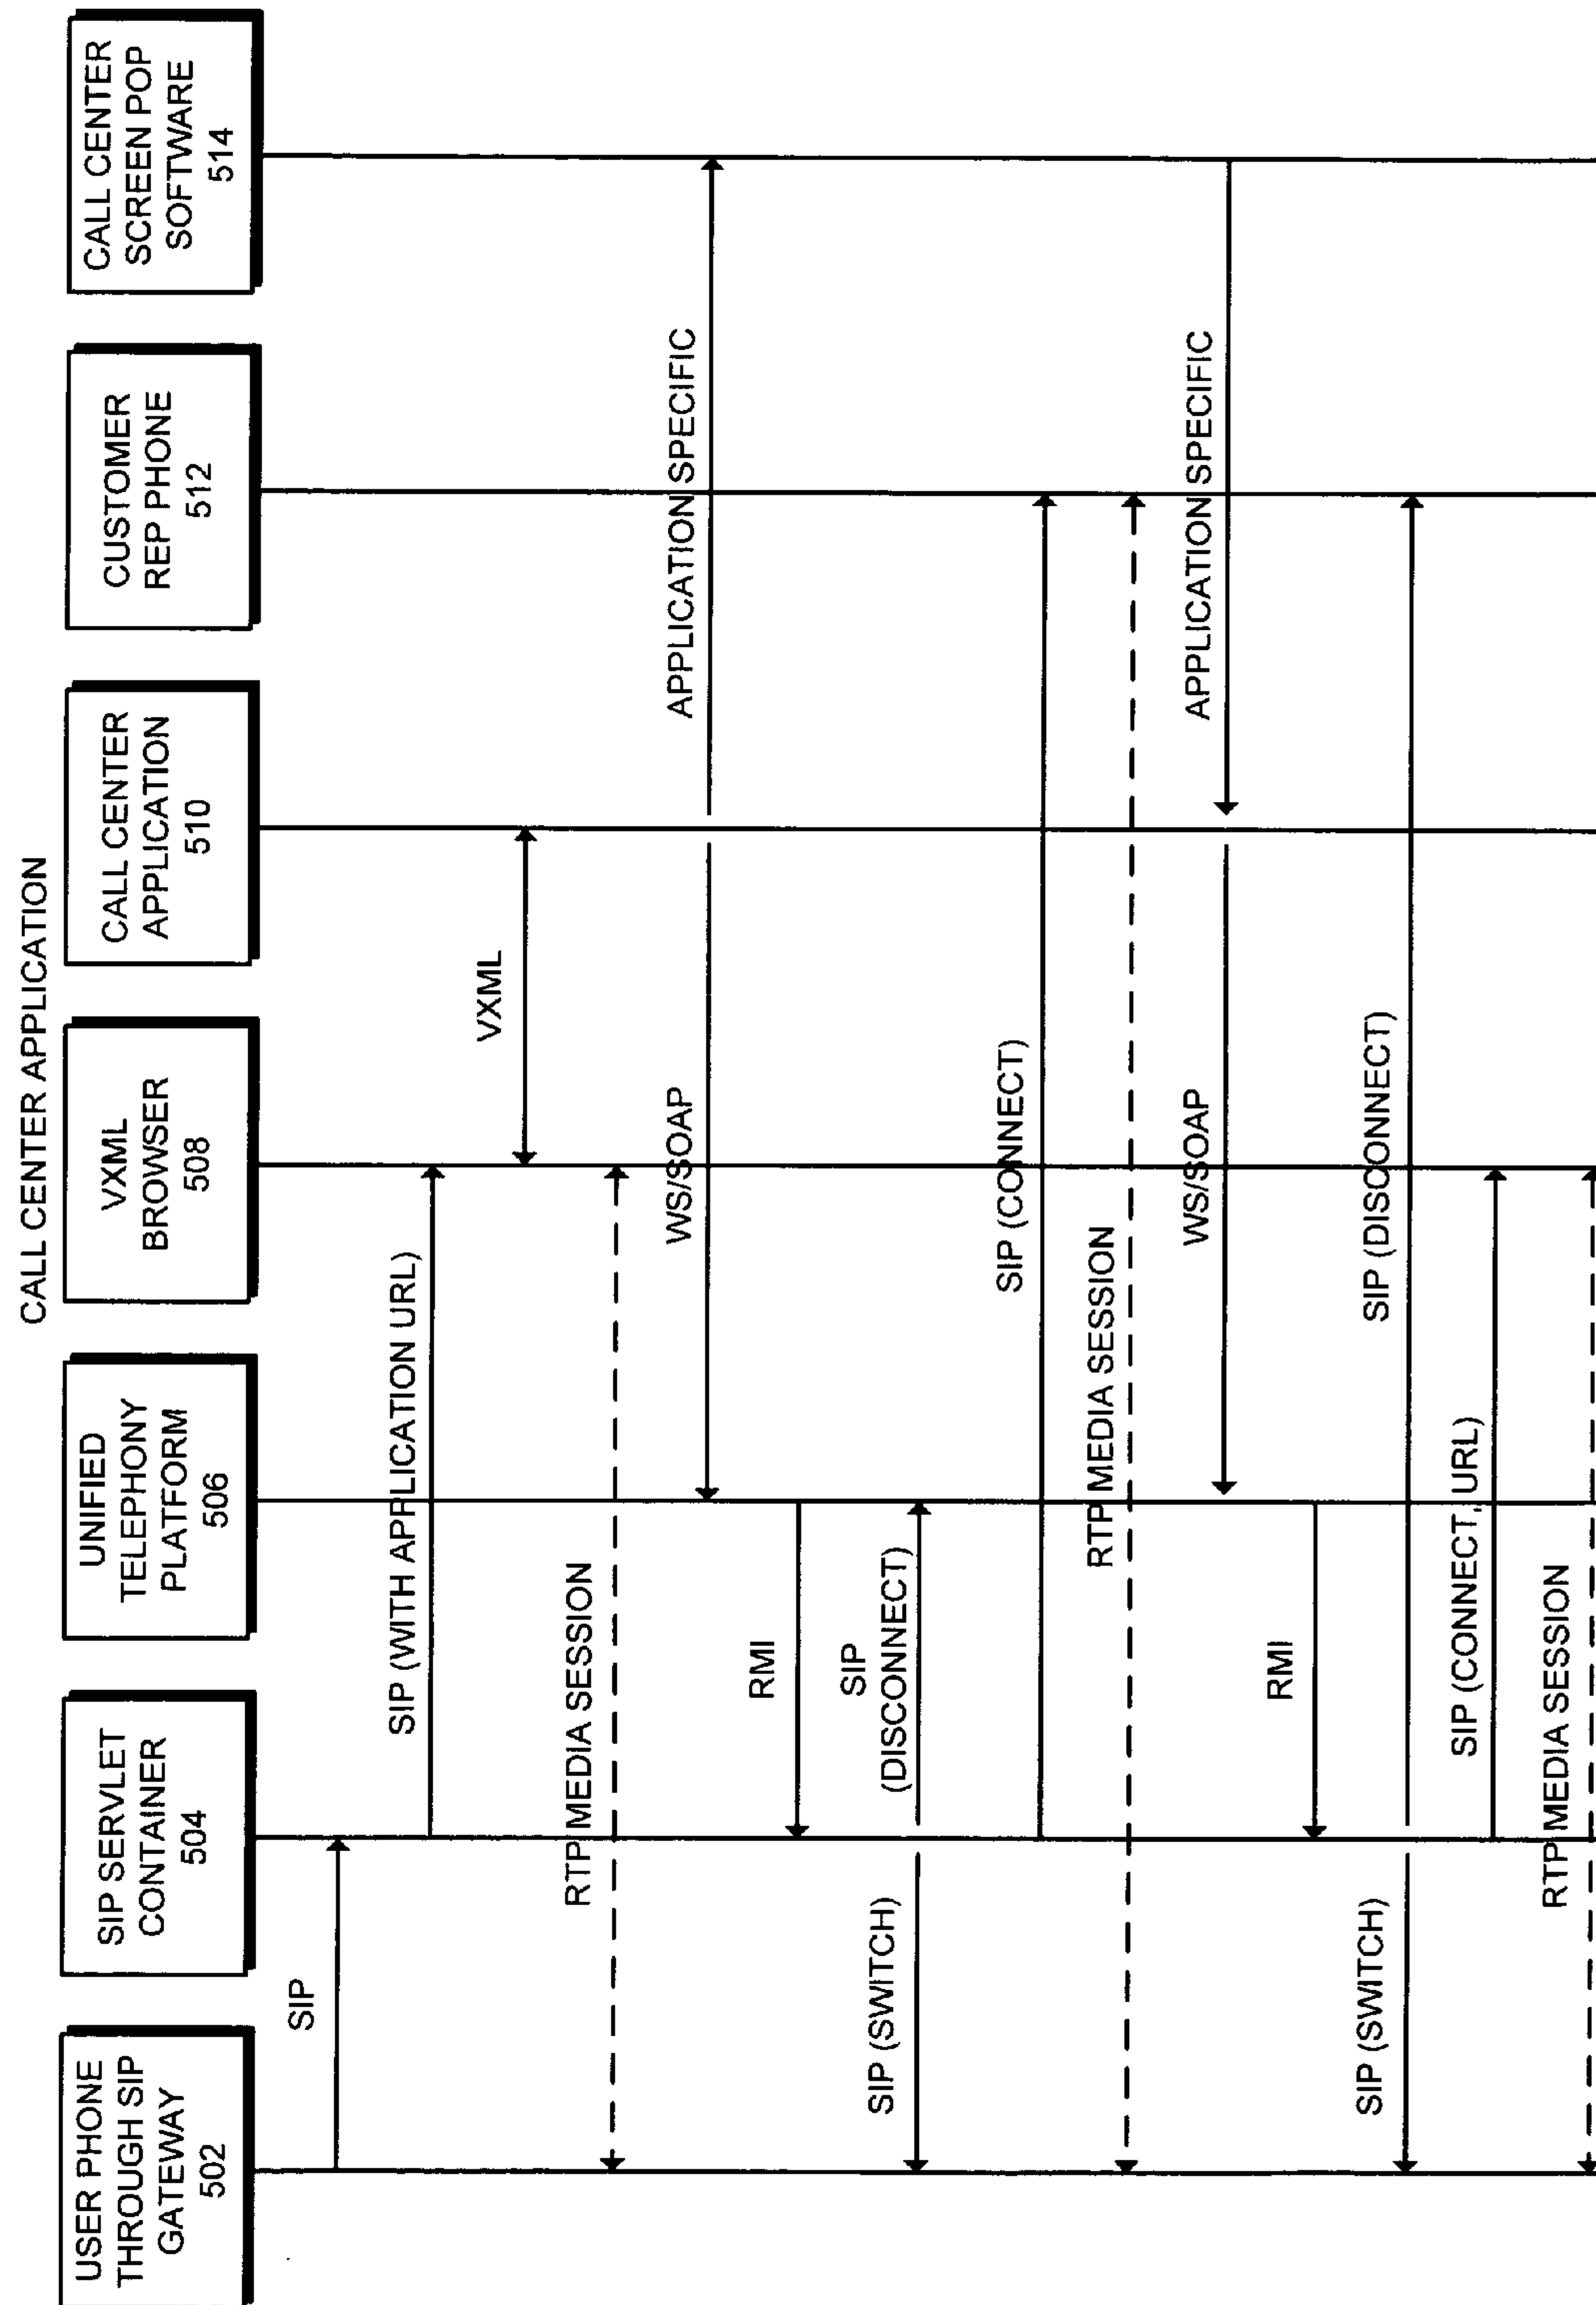 CALL CENTER APPLICATION
USER PHONE
THROUGH SIP
GATEWAY
502
SIP SERVLET
CONTAINER
504
UNIFIED
TELEPHONY
PLATFORM
506
VXML
BROWSER
508
CALL CENTER
APPLICATION
510
CUSTOMER
REP PHONE
512
CALL CENTER
SCREEN POP
SOFTWARE
514
SIP
SIP (WITH APPLICATION URL)
VXML
RTP MEDIA SESSION
WS/SOAP
APPLICATION SPECIFIC
RMI
SIP (SWITCH)
SIP
(DISCONNECT)
SIP (CONNECT)
RTP MEDIA SESSION
WS/SOAP
APPLICATION SPECIFIC
RMI
SIP (SWITCH)
SIP (DISCONNECT)
SIP (CONNECT, URL)
RTP MEDIA SESSION